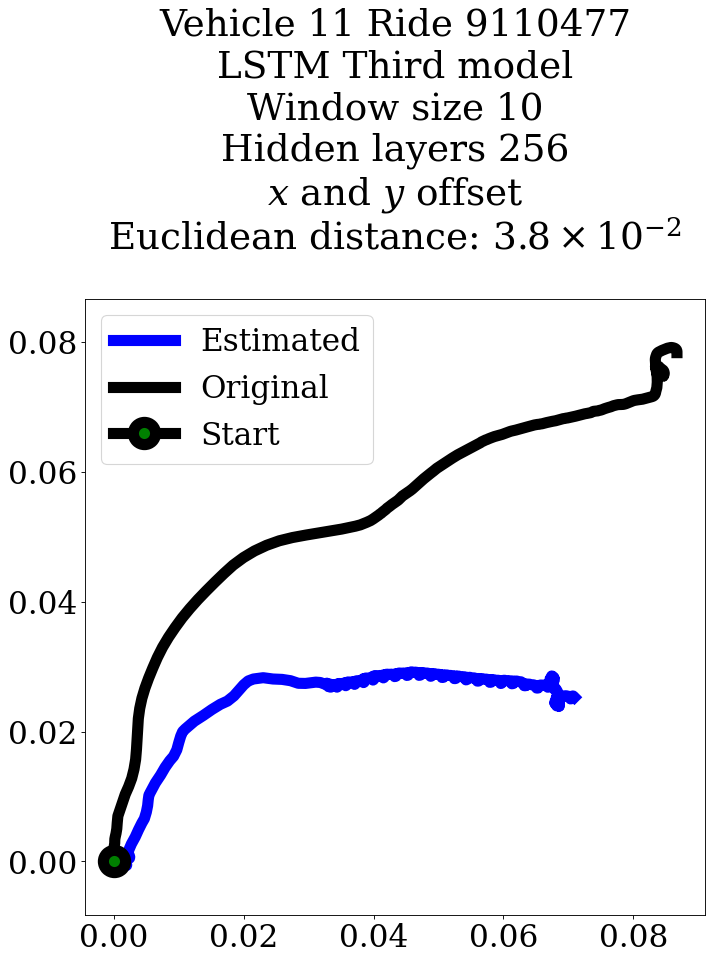 Vehicle 11 Ride 9110477
LSTM Third model
Window size 10
Hidden layers 256
x and y offset
Euclidean distance: 3.8 × 10⁻²
Estimated
Original
Start
0.08
0.06
0.04
0.02
0.00
0.00 0.02 0.04 0.06 0.08